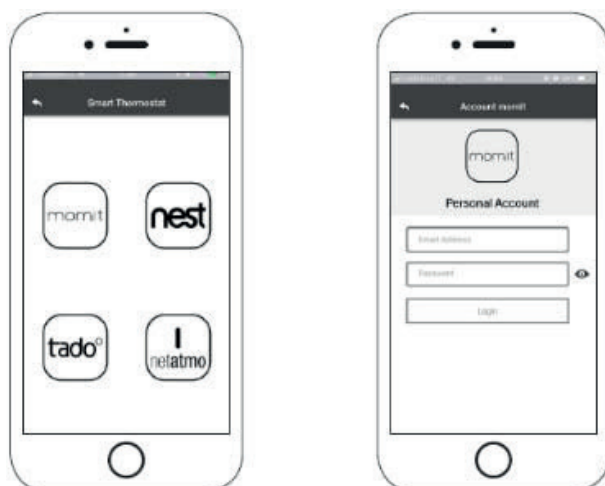 Smart Thermostat
momit
nest
tado°
netatmo
Account momit
momit
Personal Account
Email Address
Password
Login